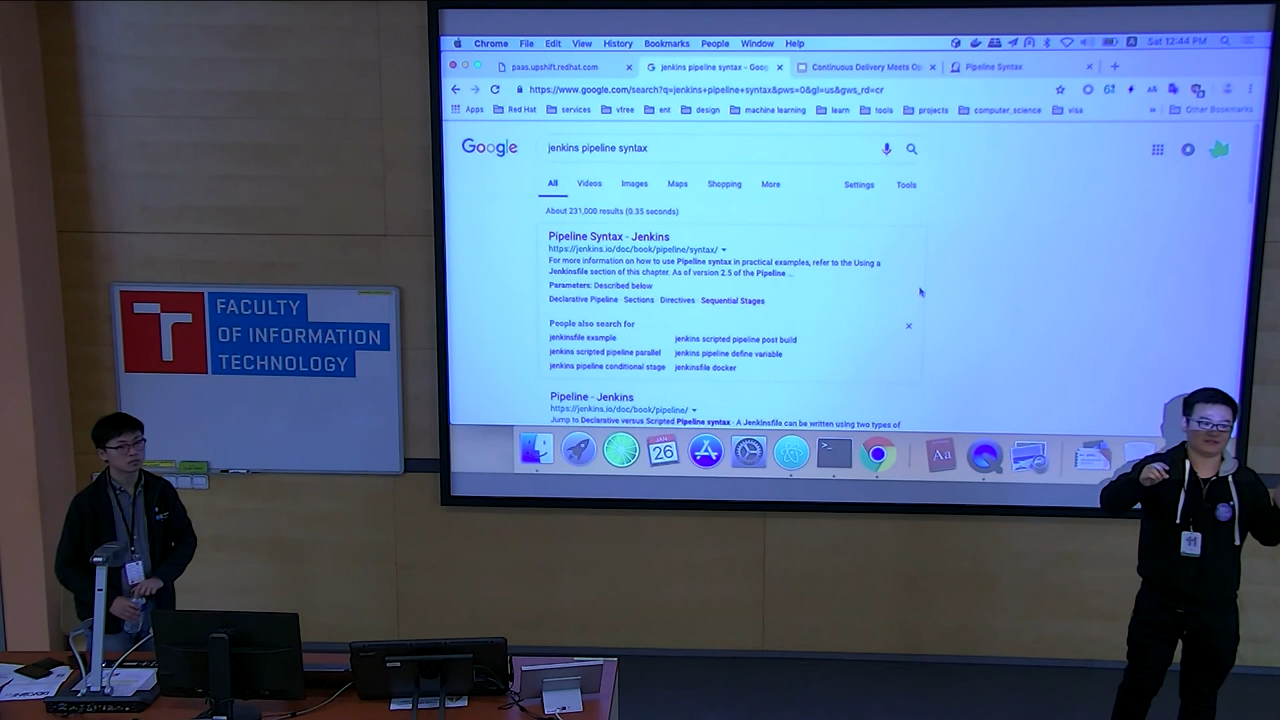 Chrome File Edit View History Bookmarks People Window Help
Sat 12:44 PM
paas.upshift.redhat.com
jenkins pipeline syntax - Goo
Continuous Delivery Meets Op
Pipeline Syntax
https://www.google.com/search?q=jenkins+pipeline+syntax&pws=0&gl=us&gws_rd=cr
Apps Red Hat services vtree ent design machine learning learn tools projects computer_science visa » Other Bookmarks
Google
jenkins pipeline syntax
All Videos Images Maps Shopping More Settings Tools
About 231,000 results (0.35 seconds)
Pipeline Syntax - Jenkins
https://jenkins.io/doc/book/pipeline/syntax/
For more information on how to use Pipeline syntax in practical examples, refer to the Using a
Jenkinsfile section of this chapter. As of version 2.5 of the Pipeline ...
Parameters: Described below
Declarative Pipeline · Sections · Directives · Sequential Stages
People also search for
jenkinsfile example jenkins scripted pipeline post build
jenkins scripted pipeline parallel jenkins pipeline define variable
jenkins pipeline conditional stage jenkinsfile docker
Pipeline - Jenkins
https://jenkins.io/doc/book/pipeline/
Jump to Declarative versus Scripted Pipeline syntax - A Jenkinsfile can be written using two types of
JAN
26
Aa
FACULTY
OF INFORMATION
TECHNOLOGY